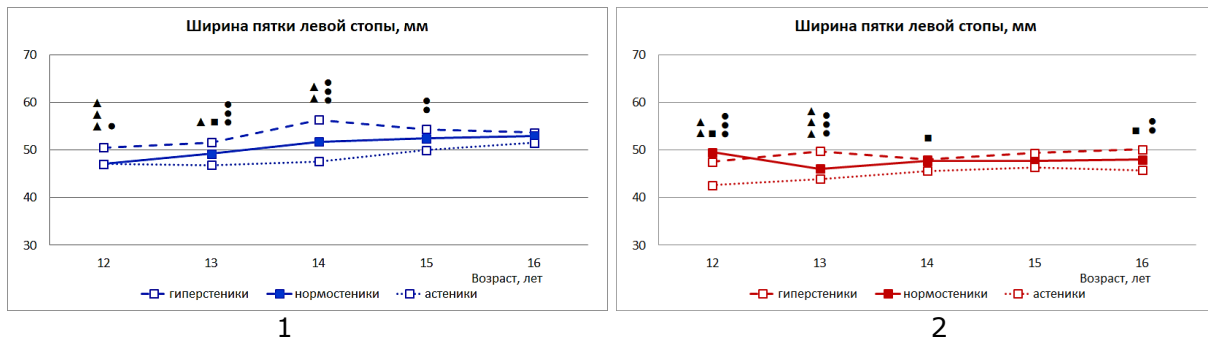 Ширина пятки левой стопы, мм
70
60
50
40
30
12 13 14 15 16
Возраст, лет
гиперстеники нормостеники астеники
1
Ширина пятки левой стопы, мм
70
60
50
40
30
12 13 14 15 16
Возраст, лет
гиперстеники нормостеники астеники
2